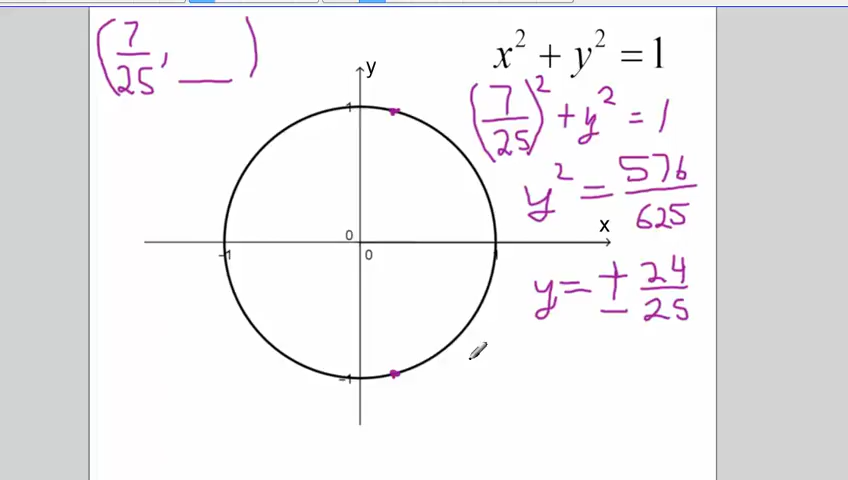 (7/25, __)
x² + y² = 1
(7/25)² + y² = 1
y² = 576/625
y = ± 24/25
y
1
-1
0
0
1
x
-1